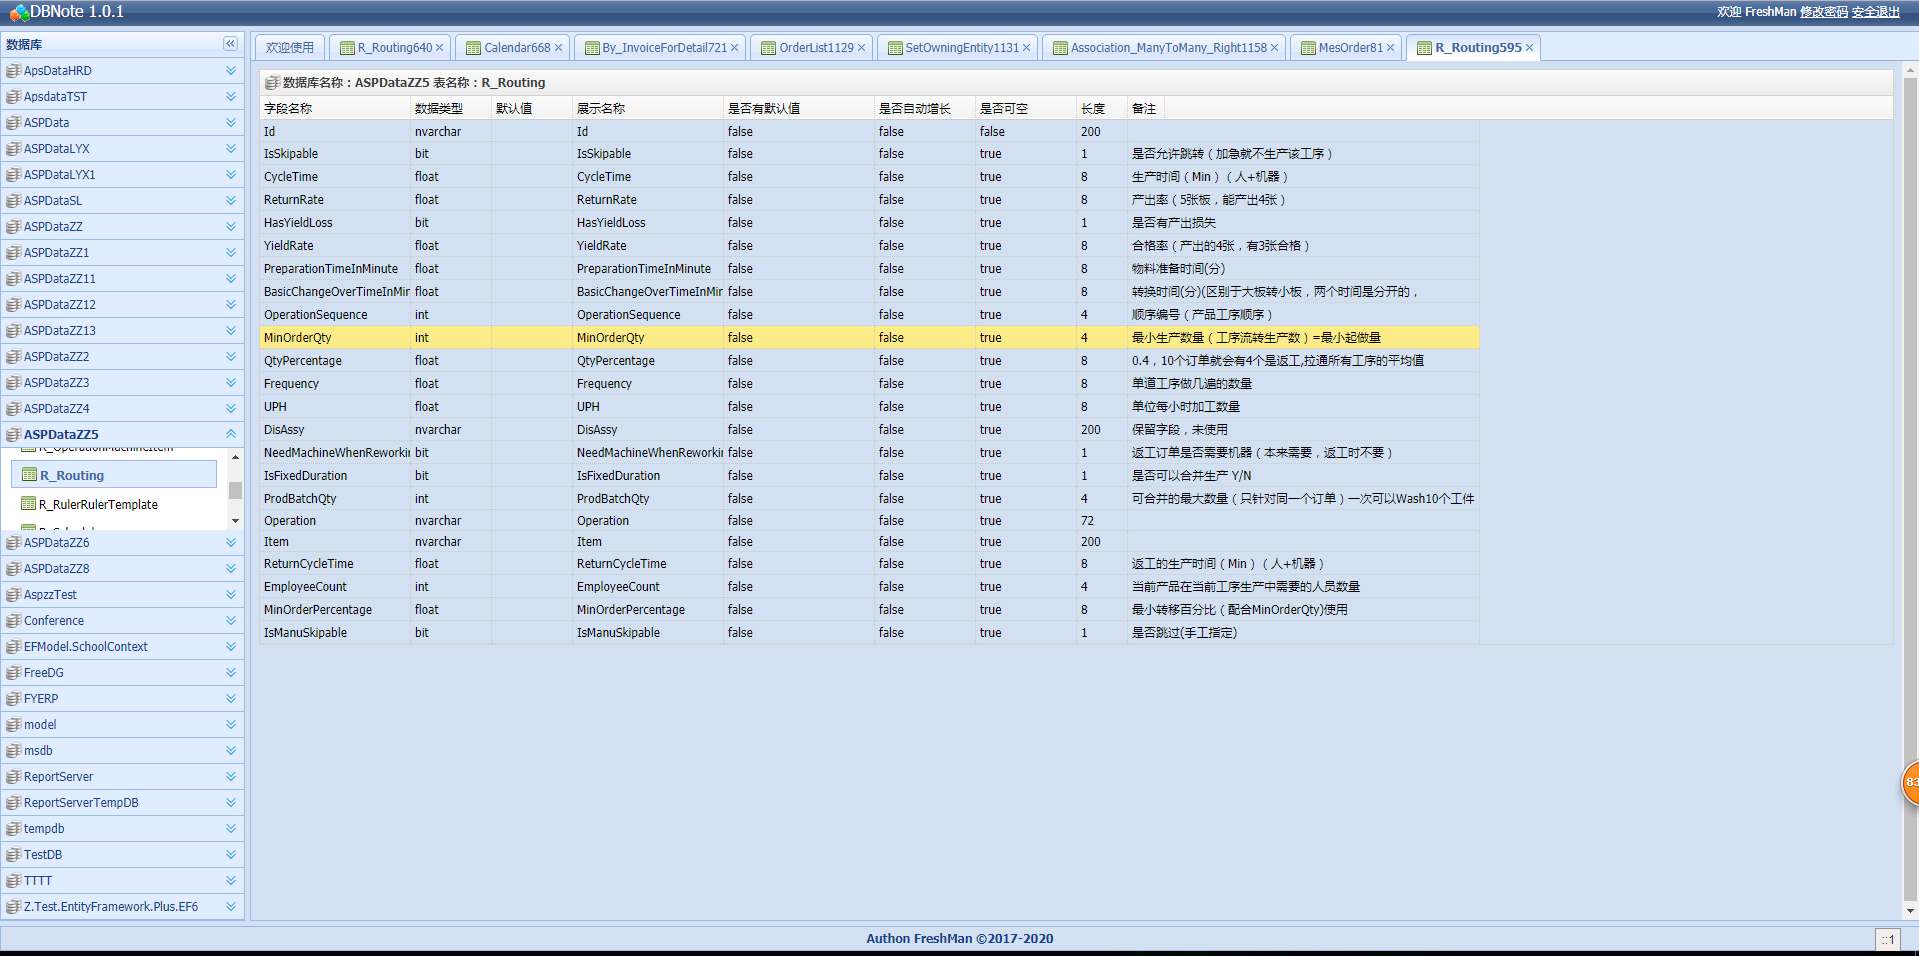 DBNote 1.0.1
欢迎 FreshMan 修改密码 安全退出
数据库
ApsDataHRD
ApsdataTST
ASPData
ASPDataLYX
ASPDataLYX1
ASPDataSL
ASPDataZZ
ASPDataZZ1
ASPDataZZ11
ASPDataZZ12
ASPDataZZ13
ASPDataZZ2
ASPDataZZ3
ASPDataZZ4
ASPDataZZ5
R_OperationMachineItem
R_Routing
R_RulerRulerTemplate
ASPDataZZ6
ASPDataZZ8
AspzzTest
Conference
EFModel.SchoolContext
FreeDG
FYERP
model
msdb
ReportServer
ReportServerTempDB
tempdb
TestDB
TTTT
Z.Test.EntityFramework.Plus.EF6
欢迎使用 R_Routing640 Calendar668 By_InvoiceForDetail721 OrderList1129 SetOwningEntity1131 Association_ManyToMany_Right1158 MesOrder81 R_Routing595
数据库名称：ASPDataZZ5 表名称：R_Routing
字段名称 数据类型 默认值 展示名称 是否有默认值 是否自动增长 是否可空 长度 备注
Id nvarchar Id false false false 200
IsSkipable bit IsSkipable false false true 1 是否允许跳转（加急就不生产该工序）
CycleTime float CycleTime false false true 8 生产时间（Min）（人+机器）
ReturnRate float ReturnRate false false true 8 产出率（5张板，能产出4张）
HasYieldLoss bit HasYieldLoss false false true 1 是否有产出损失
YieldRate float YieldRate false false true 8 合格率（产出的4张，有3张合格）
PreparationTimeInMinute float PreparationTimeInMinute false false true 8 物料准备时间(分)
BasicChangeOverTimeInMir float BasicChangeOverTimeInMir false false true 8 转换时间(分)(区别于大板转小板，两个时间是分开的，
OperationSequence int OperationSequence false false true 4 顺序编号（产品工序顺序）
MinOrderQty int MinOrderQty false false true 4 最小生产数量（工序流转生产数）=最小起做量
QtyPercentage float QtyPercentage false false true 8 0.4，10个订单就会有4个是返工,拉通所有工序的平均值
Frequency float Frequency false false true 8 单道工序做几遍的数量
UPH float UPH false false true 8 单位每小时加工数量
DisAssy nvarchar DisAssy false false true 200 保留字段，未使用
NeedMachineWhenReworkir bit NeedMachineWhenReworkir false false true 1 返工订单是否需要机器（本来需要，返工时不要）
IsFixedDuration bit IsFixedDuration false false true 1 是否可以合并生产 Y/N
ProdBatchQty int ProdBatchQty false false true 4 可合并的最大数量（只针对同一个订单）一次可以Wash10个工件
Operation nvarchar Operation false false true 72
Item nvarchar Item false false true 200
ReturnCycleTime float ReturnCycleTime false false true 8 返工的生产时间（Min）（人+机器）
EmployeeCount int EmployeeCount false false true 4 当前产品在当前工序生产中需要的人员数量
MinOrderPercentage float MinOrderPercentage false false true 8 最小转移百分比（配合MinOrderQty)使用
IsManuSkipable bit IsManuSkipable false false true 1 是否跳过(手工指定)
83
Author FreshMan ©2017-2020
::1